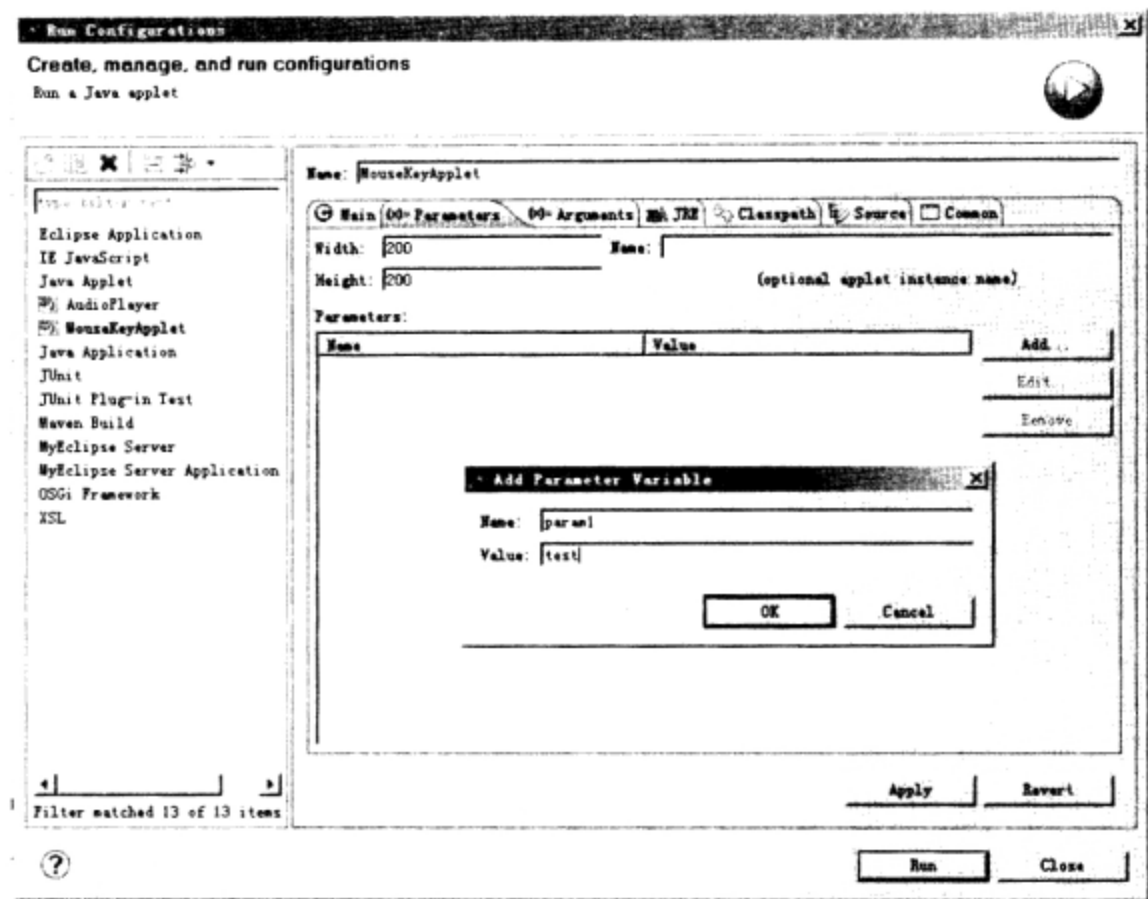 Run Configurations
Create, manage, and run configurations
Run a Java applet
type filter text
Eclipse Application
IE JavaScript
Java Applet
AudioPlayer
MouseKeyApplet
Java Application
JUnit
JUnit Plug-in Test
Maven Build
MyEclipse Server
MyEclipse Server Application
OSGi Framework
XSL
Filter matched 13 of 13 items
Name: MouseKeyApplet
Main (x)= Parameters (x)= Arguments JRE Classpath Source Common
Width: 200 Name:
Height: 200 (optional applet instance name)
Parameters:
Name Value
Add...
Edit...
Remove
Add Parameter Variable
Name: param1
Value: test
OK Cancel
Apply Revert
Run Close